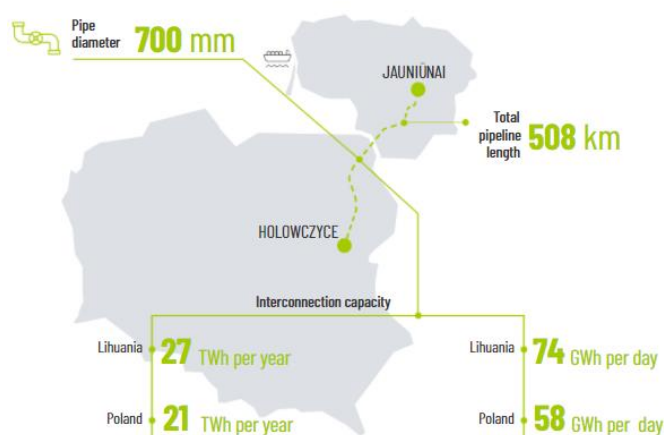 Pipe
diameter
700 mm
JAUNIŪNAI
Total
pipeline
length
508 km
HOLOWCZYCE
Interconnection capacity
Lihuania
27 TWh per year
Lihuania
74 GWh per day
Poland
21 TWh per year
Poland
58 GWh per day